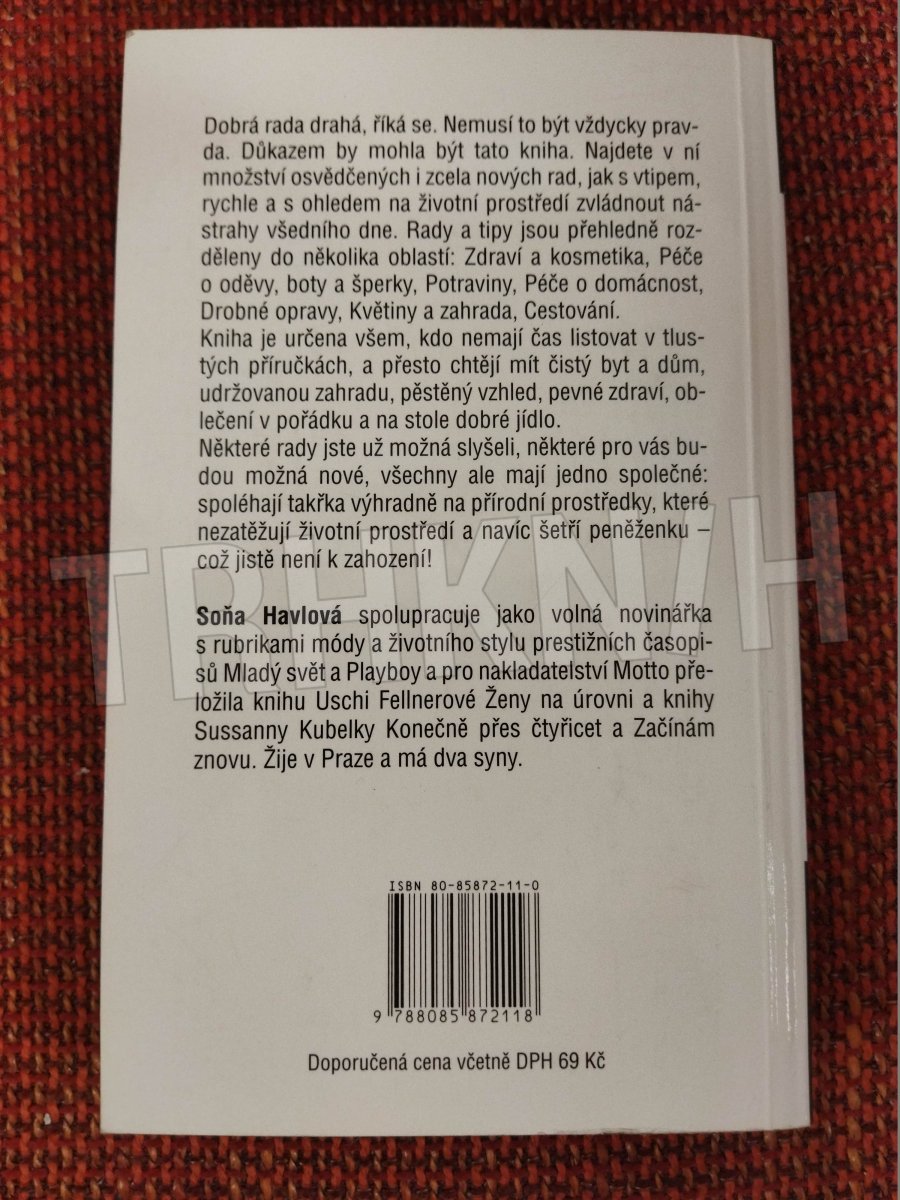 Dobrá rada drahá, říká se. Nemusí to být vždycky prav-
da. Důkazem by mohla být tato kniha. Najdete v ní
množství osvědčených i zcela nových rad, jak s vtipem,
rychle a s ohledem na životní prostředí zvládnout ná-
strahy všedního dne. Rady a tipy jsou přehledně roz-
děleny do několika oblastí: Zdraví a kosmetika, Péče
o oděvy, boty a šperky, Potraviny, Péče o domácnost,
Drobné opravy, Květiny a zahrada, Cestování.
Kniha je určena všem, kdo nemají čas listovat v tlus-
tých příručkách, a přesto chtějí mít čistý byt a dům,
udržovanou zahradu, pěstěný vzhled, pevné zdraví, ob-
lečení v pořádku a na stole dobré jídlo.
Některé rady jste už možná slyšeli, některé pro vás bu-
dou možná nové, všechny ale mají jedno společné:
spoléhají takřka výhradně na přírodní prostředky, které
nezatěžují životní prostředí a navíc šetří peněženku –
což jistě není k zahození!
TRHKNIH
Soňa Havlová spolupracuje jako volná novinářka
s rubrikami módy a životního stylu prestižních časopi-
sů Mladý svět a Playboy a pro nakladatelství Motto pře-
ložila knihu Uschi Fellnerové Ženy na úrovni a knihy
Sussanny Kubelky Konečně přes čtyřicet a Začínám
znovu. Žije v Praze a má dva syny.
ISBN 80-85872-11-0
9 788085 872118
Doporučená cena včetně DPH 69 Kč